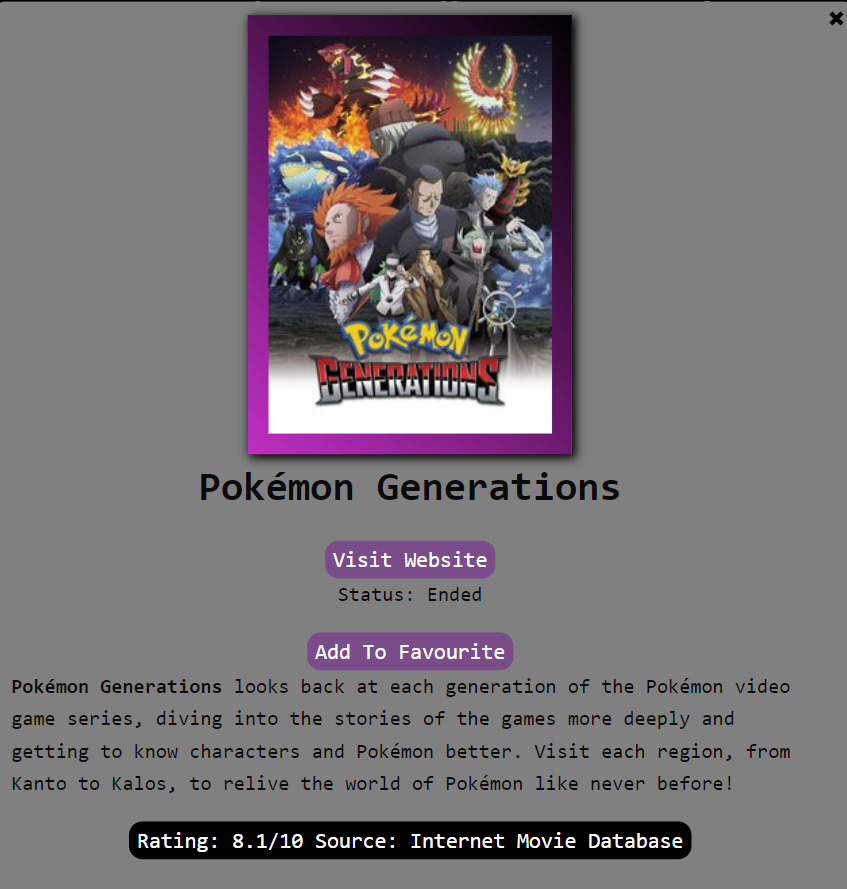 ✖
POKéMON
GENERATIONS
Pokémon Generations
Visit Website
Status: Ended
Add To Favourite
Pokémon Generations looks back at each generation of the Pokémon video
game series, diving into the stories of the games more deeply and
getting to know characters and Pokémon better. Visit each region, from
Kanto to Kalos, to relive the world of Pokémon like never before!
Rating: 8.1/10 Source: Internet Movie Database